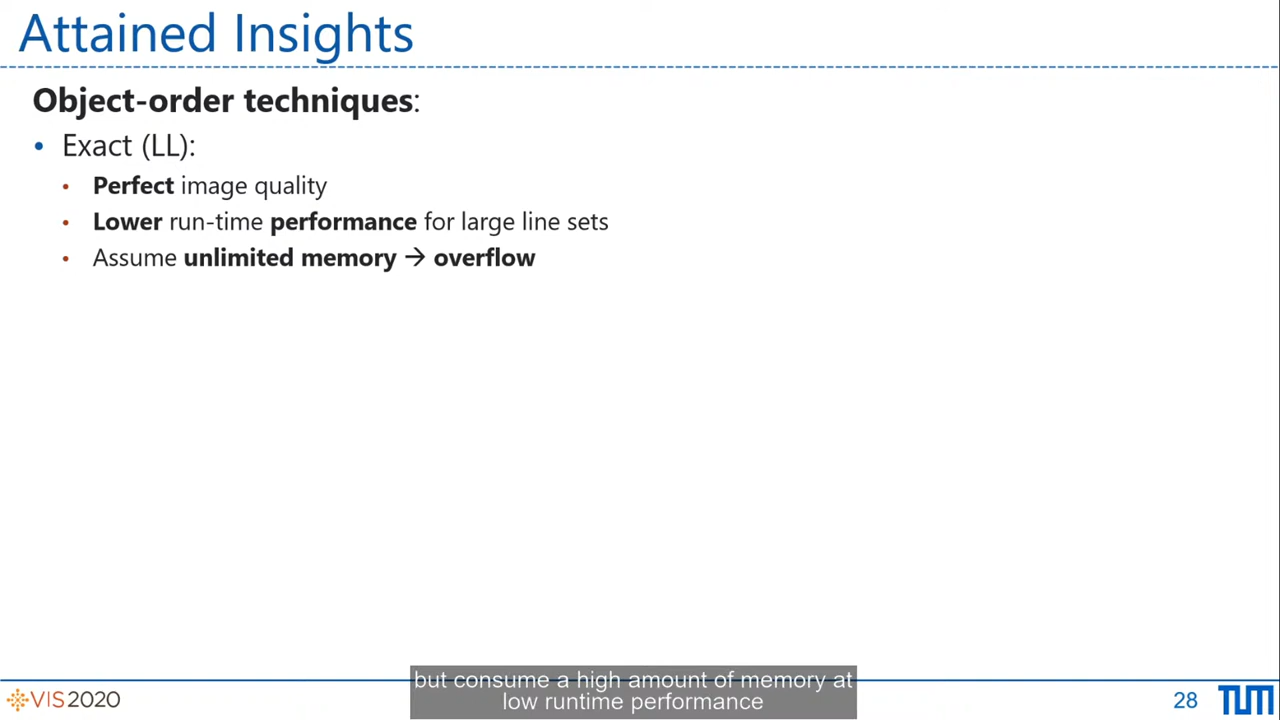 Attained Insights
Object-order techniques:
• Exact (LL):
• Perfect image quality
• Lower run-time performance for large line sets
• Assume unlimited memory → overflow
but consume a high amount of memory at
low runtime performance
VIS2020
28
TUM